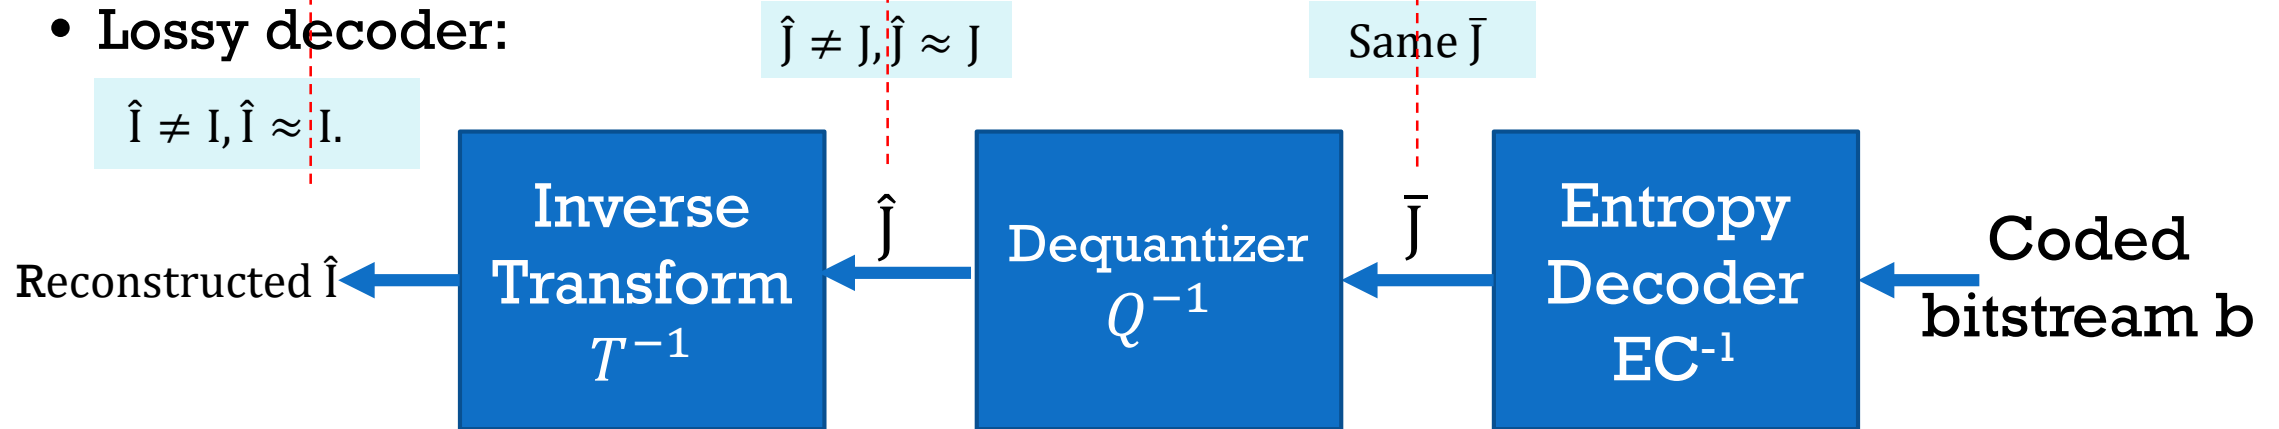 • Lossy decoder:
Ĵ ≠ J, Ĵ ≈ J
Same J̄
Î ≠ I, Î ≈ I.
Reconstructed Î
Inverse
Transform
T⁻¹
Ĵ
Dequantizer
Q⁻¹
J̄
Entropy
Decoder
EC⁻¹
Coded
bitstream b